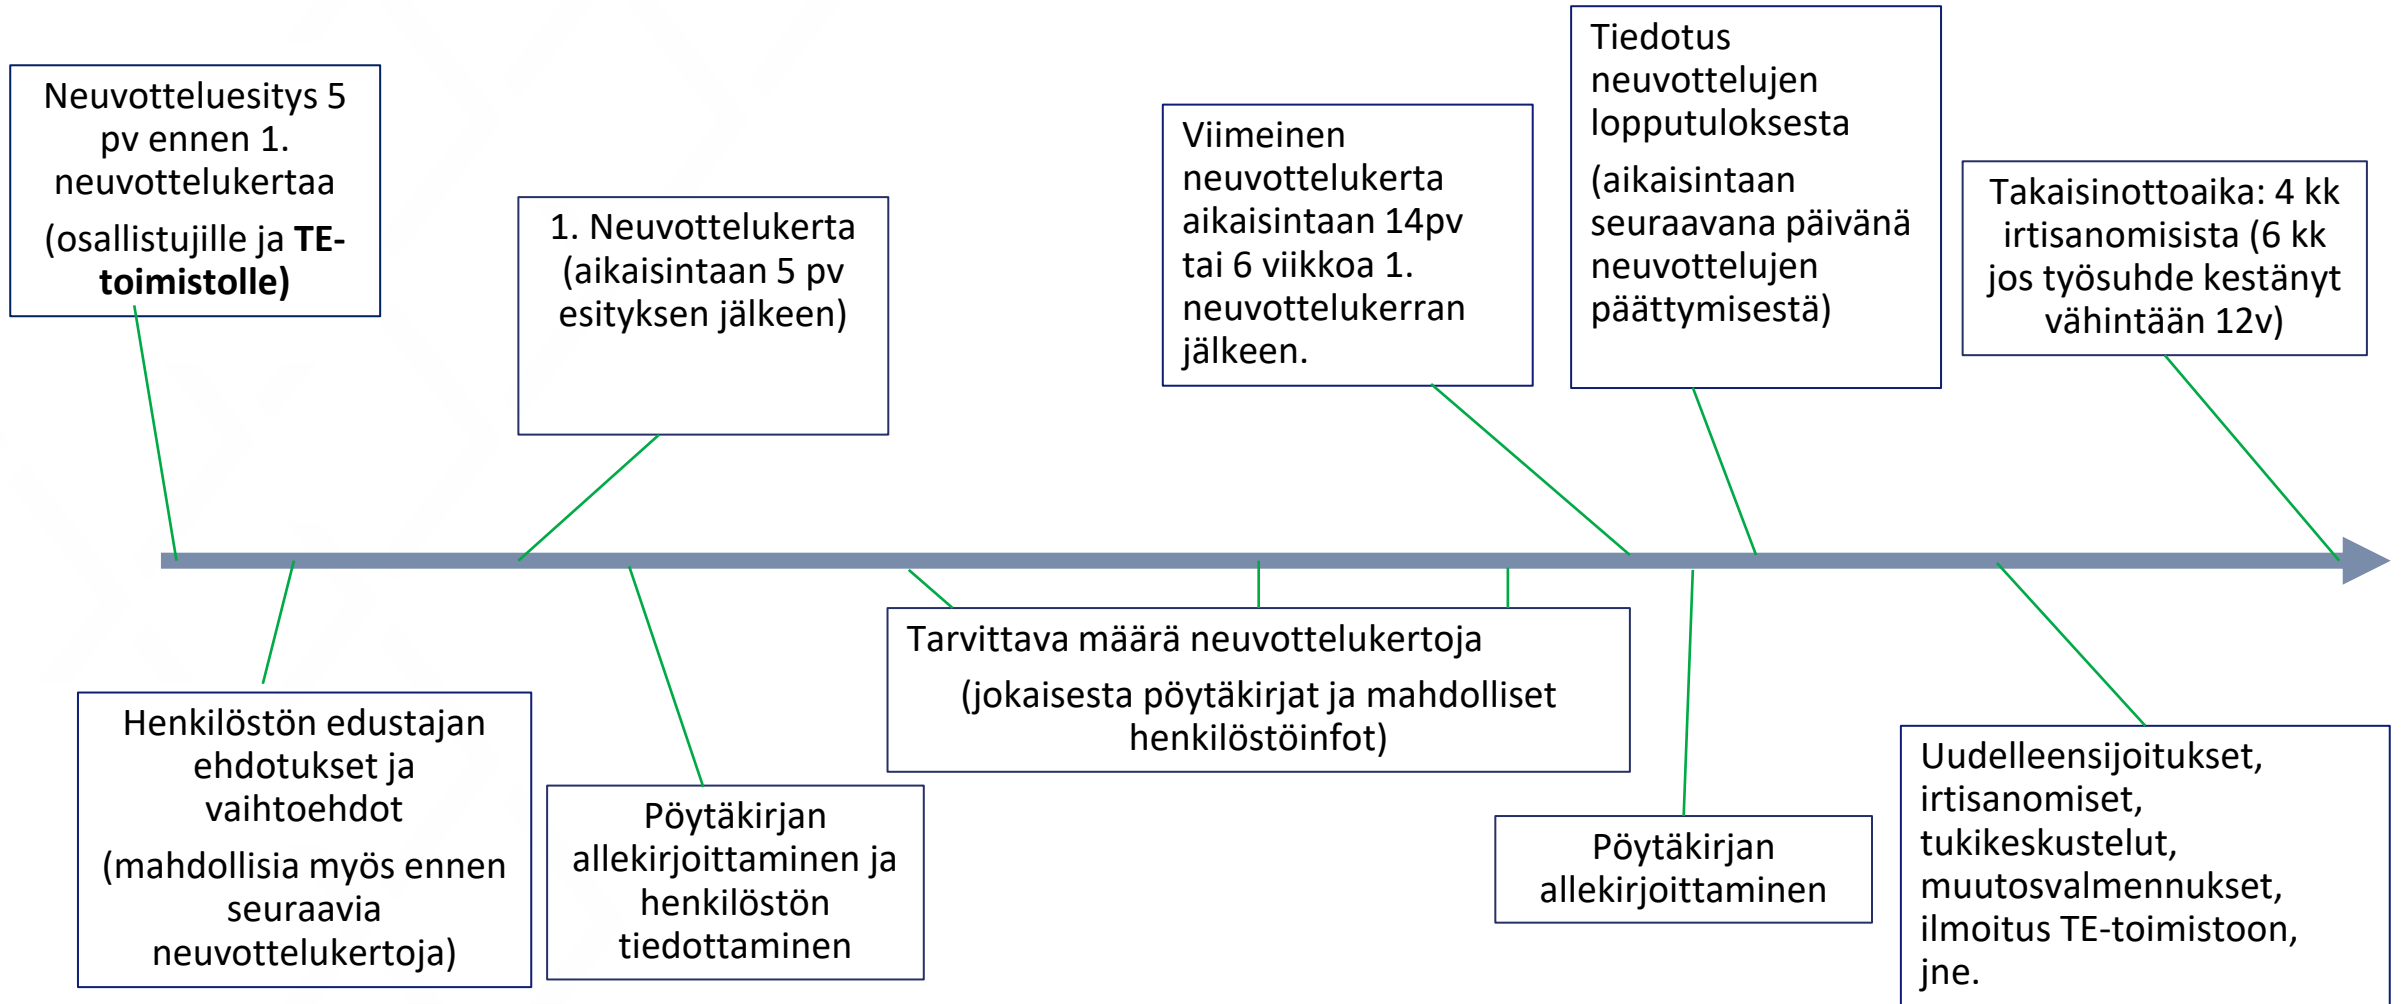 Neuvotteluesitys 5
pv ennen 1.
neuvottelukertaa
(osallistujille ja TE-
toimistolle)
1. Neuvottelukerta
(aikaisintaan 5 pv
esityksen jälkeen)
Viimeinen
neuvottelukerta
aikaisintaan 14pv
tai 6 viikkoa 1.
neuvottelukerran
jälkeen.
Tiedotus
neuvottelujen
lopputuloksesta
(aikaisintaan
seuraavana päivänä
neuvottelujen
päättymisestä)
Takaisinottoaika: 4 kk
irtisanomisista (6 kk
jos työsuhde kestänyt
vähintään 12v)
Henkilöstön edustajan
ehdotukset ja
vaihtoehdot
(mahdollisia myös ennen
seuraavia
neuvottelukertoja)
Pöytäkirjan
allekirjoittaminen ja
henkilöstön
tiedottaminen
Tarvittava määrä neuvottelukertoja
(jokaisesta pöytäkirjat ja mahdolliset
henkilöstöinfot)
Pöytäkirjan
allekirjoittaminen
Uudelleensijoitukset,
irtisanomiset,
tukikeskustelut,
muutosvalmennukset,
ilmoitus TE-toimistoon,
jne.